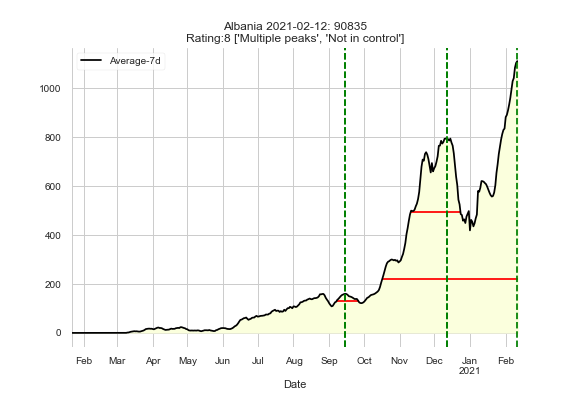 Albania 2021-02-12: 90835
Rating:8 ['Multiple peaks', 'Not in control']
Average-7d
1000
800
600
400
200
0
Feb Mar Apr May Jun Jul Aug Sep Oct Nov Dec Jan Feb
2021
Date